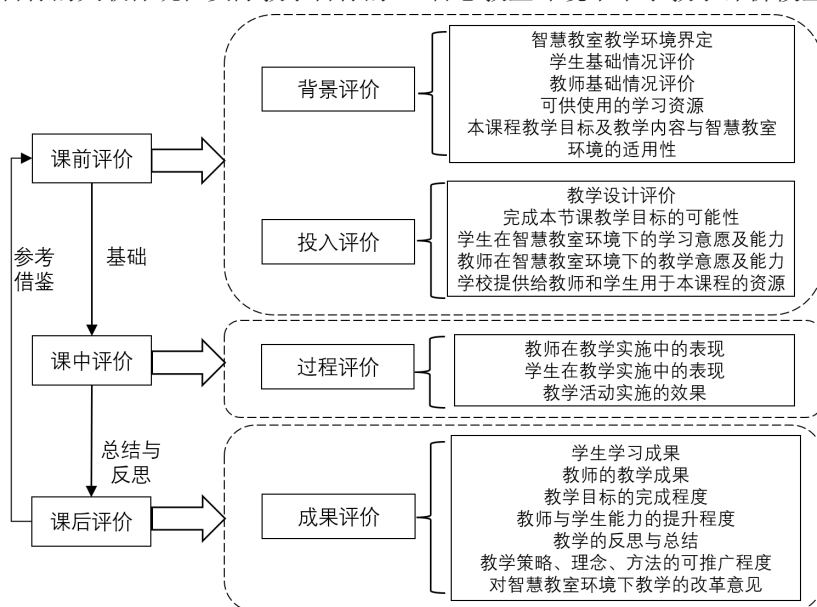 智慧教室教学环境界定
学生基础情况评价
教师基础情况评价
可供使用的学习资源
本课程教学目标及教学内容与智慧教室
环境的适用性
背景评价
课前评价
教学设计评价
完成本节课教学目标的可能性
学生在智慧教室环境下的学习意愿及能力
教师在智慧教室环境下的教学意愿及能力
学校提供给教师和学生用于本课程的资源
投入评价
参考
借鉴
基础
课中评价
过程评价
教师在教学实施中的表现
学生在教学实施中的表现
教学活动实施的效果
总结与
反思
课后评价
成果评价
学生学习成果
教师的教学成果
教学目标的完成程度
教师与学生能力的提升程度
教学的反思与总结
教学策略、理念、方法的可推广程度
对智慧教室环境下教学的改革意见